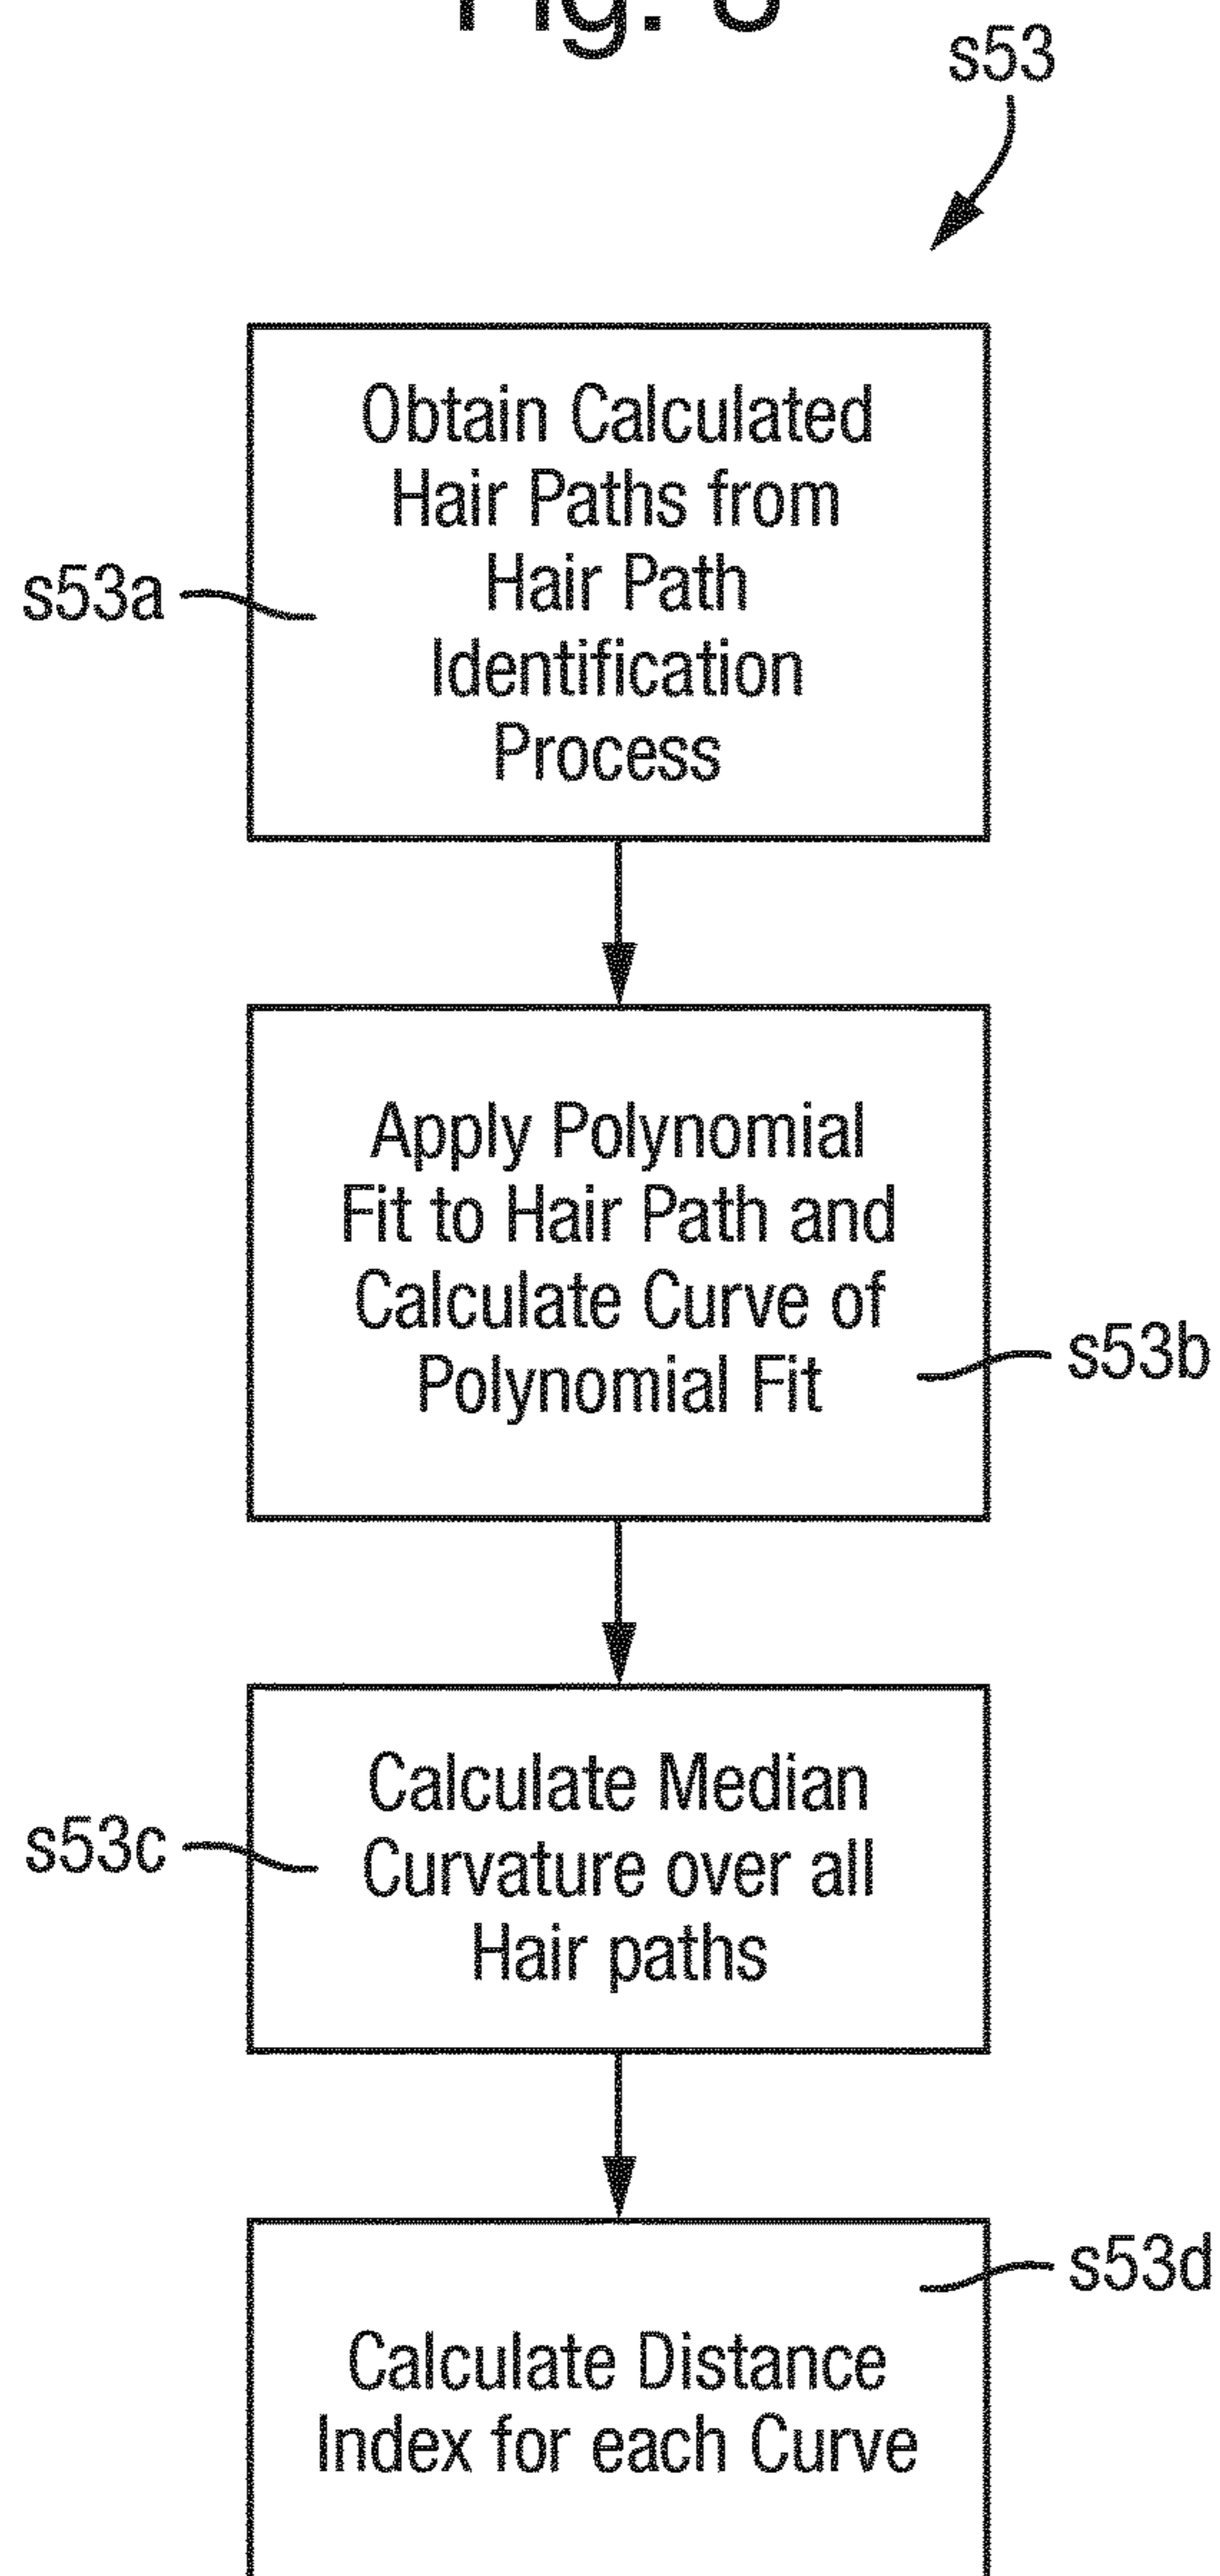 Fig.
s53
Obtain Calculated
Hair Paths from
Hair Path
s53a
Identification
Process
Apply Polynomial
Fit to Hair Path and
Calculate Curve of
s53b
Polynomial Fit
Calculate Median
s53c
Curvature over all
Hair paths
s53d
Calculate Distance
Index for each Curve